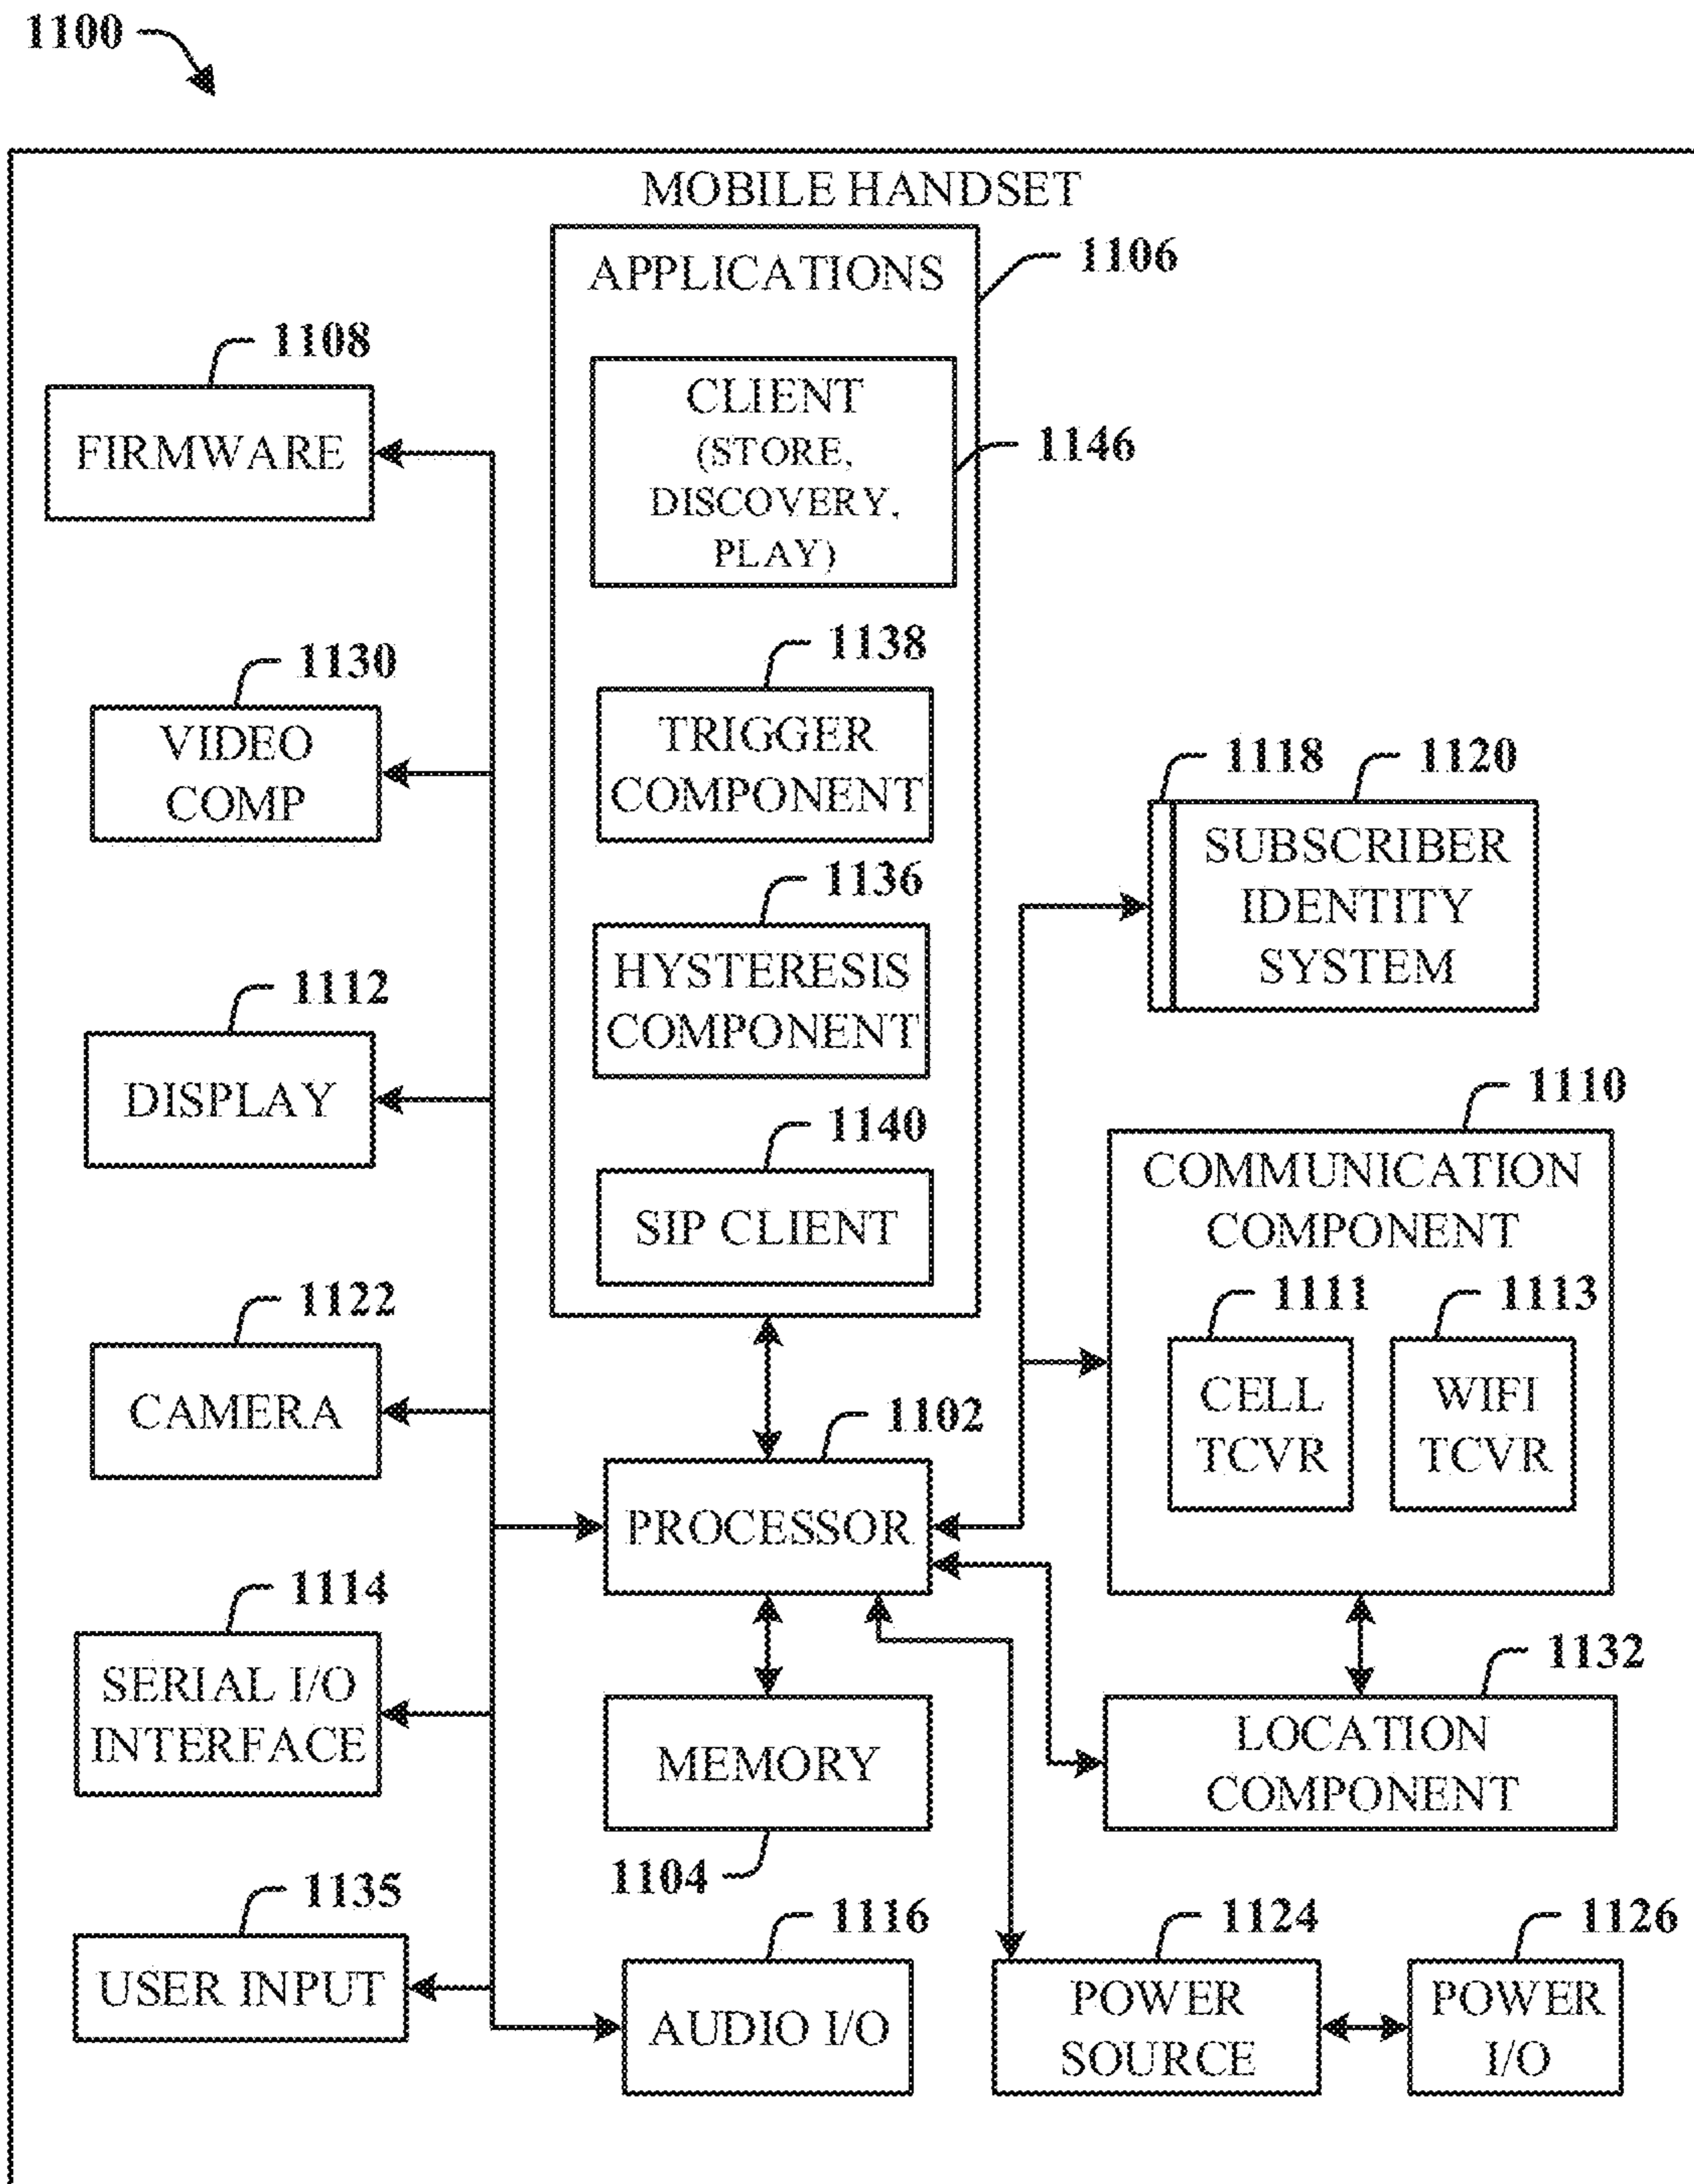 1100
MOBILE HANDSET
APPLICATIONS
1106
CLIENT
(STORE,
DISCOVERY,
PLAY)
1146
1138
TRIGGER
COMPONENT
1136
HYSTERESIS
COMPONENT
1140
SIP CLIENT
1108
FIRMWARE
1130
VIDEO
COMP
1112
DISPLAY
1122
CAMERA
1114
SERIAL I/O
INTERFACE
1135
USER INPUT
1102
PROCESSOR
MEMORY
1104
1116
AUDIO I/O
1118
1120
SUBSCRIBER
IDENTITY
SYSTEM
1110
COMMUNICATION
COMPONENT
1111
CELL
TCVR
1113
WIFI
TCVR
1132
LOCATION
COMPONENT
1124
POWER
SOURCE
1126
POWER
I/O